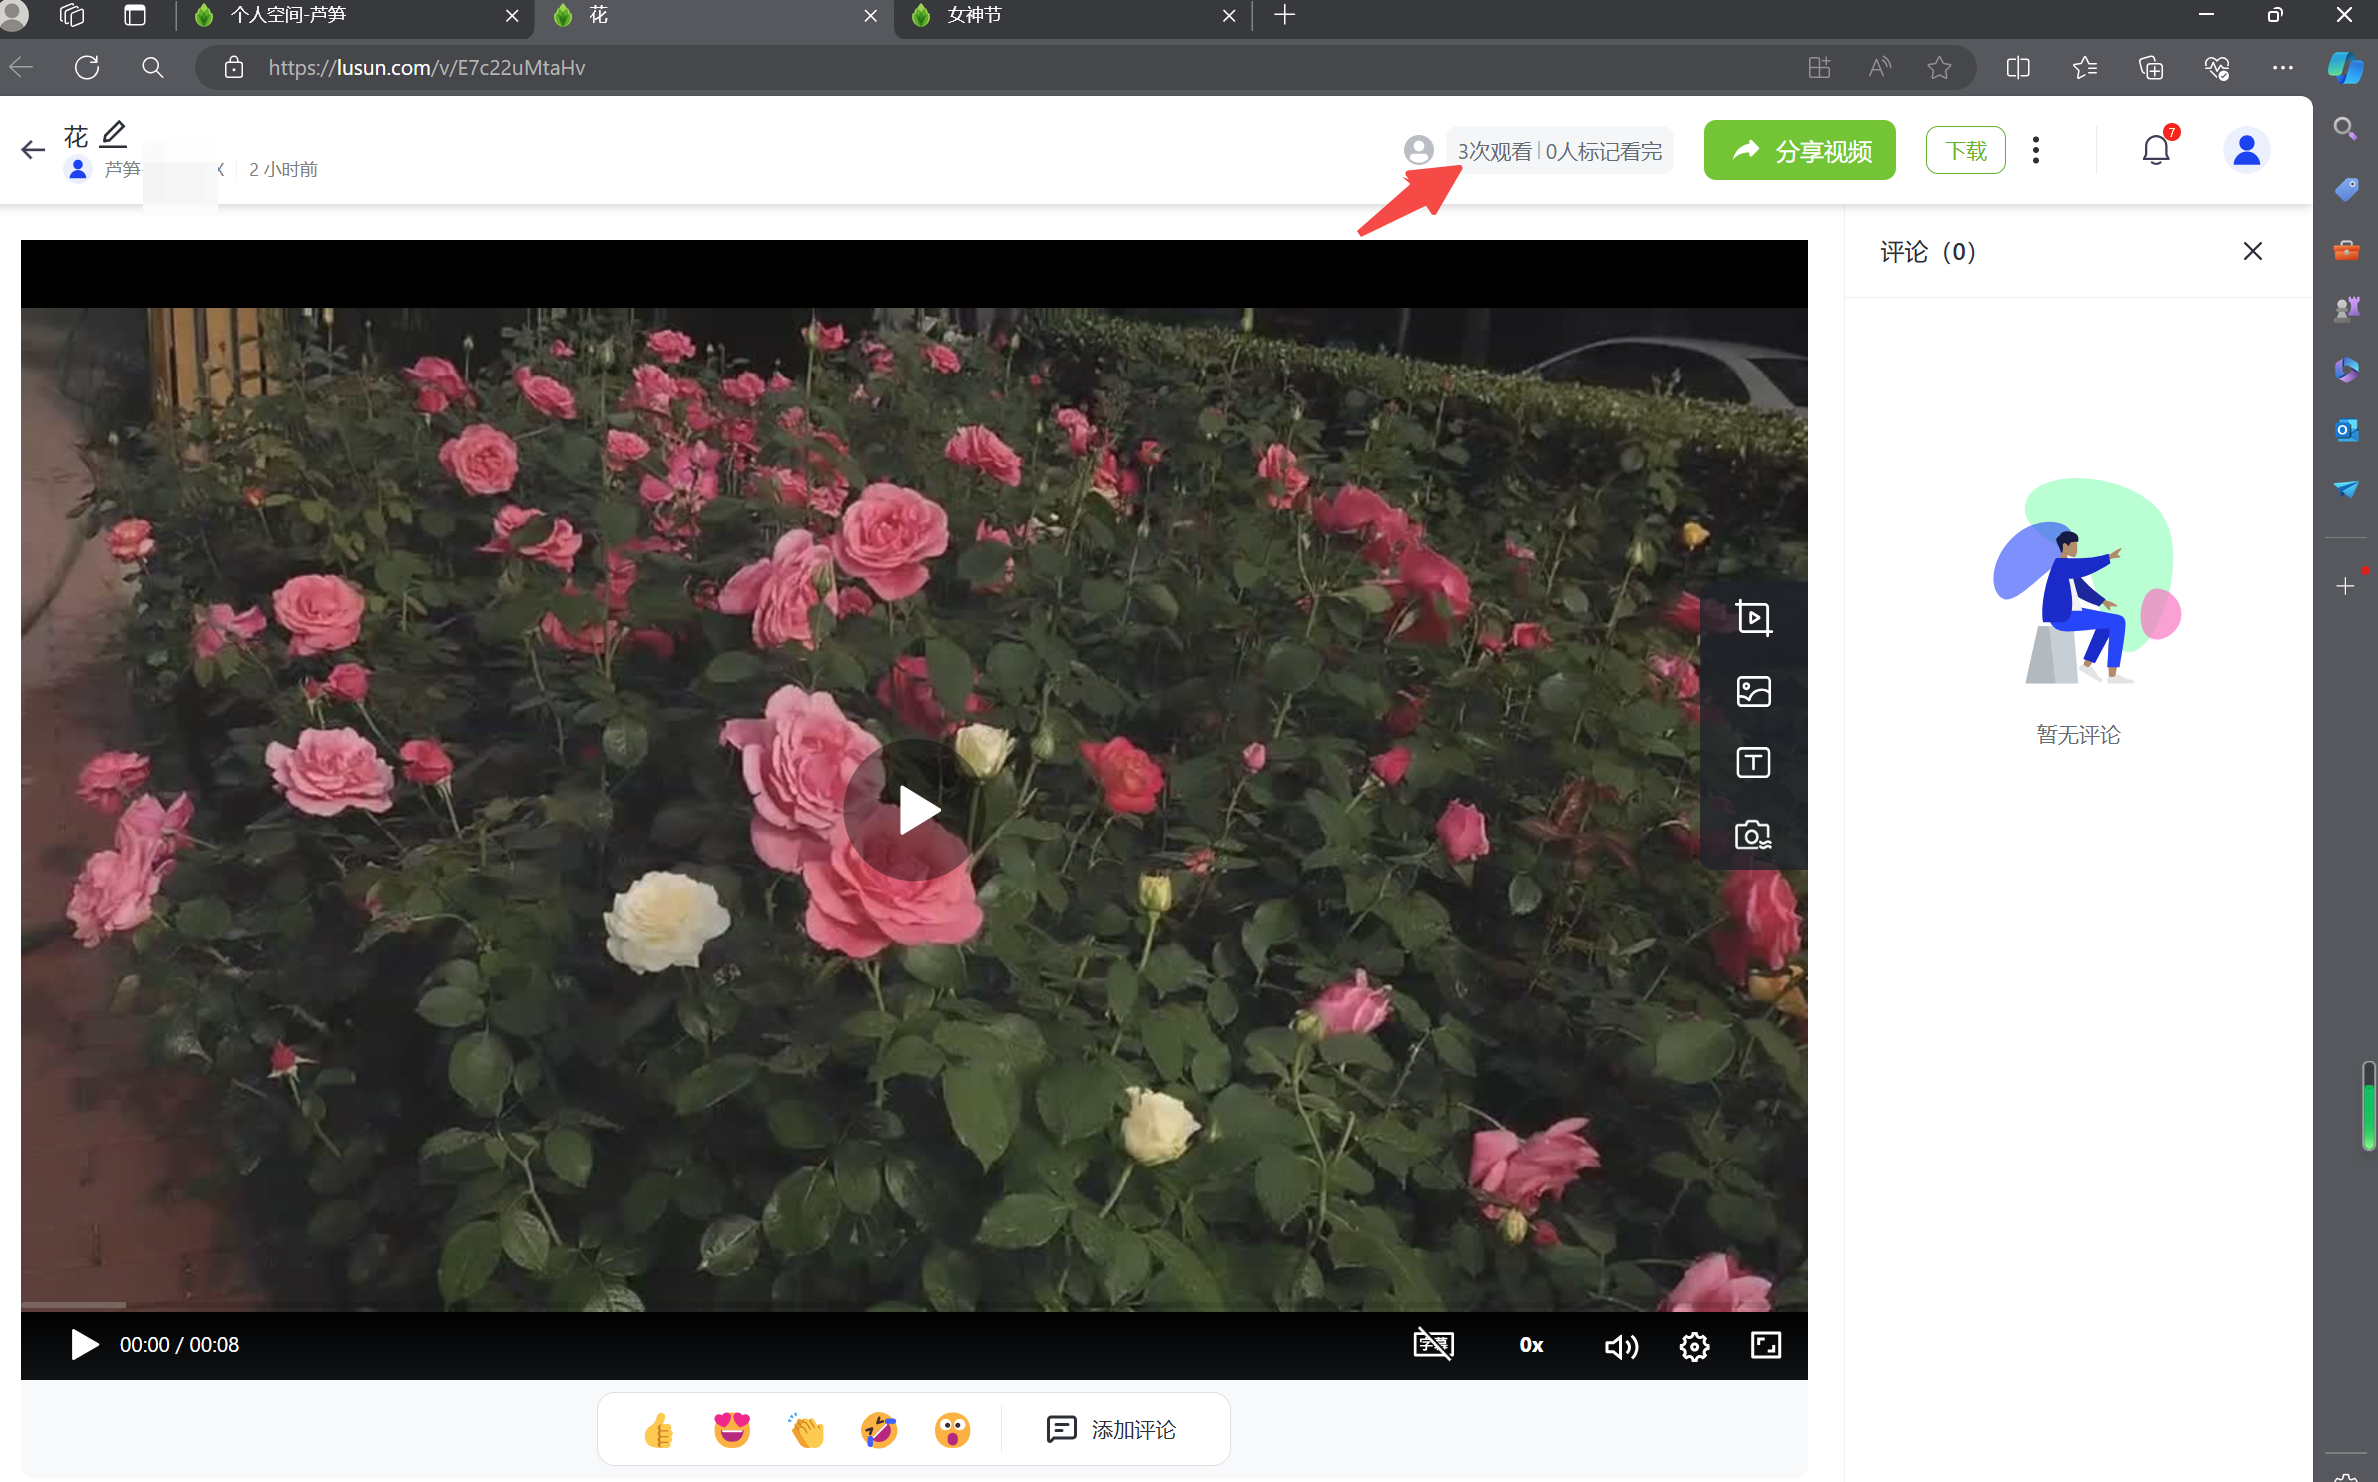 个人空间-芦笋
花
女神节
https://lusun.com/v/E7c22uMtaHv
花
芦笋-
2 小时前
3次观看 | 0人标记看完
分享视频
下载
7
评论（0）
暂无评论
00:00 / 00:08
字幕
0x
添加评论